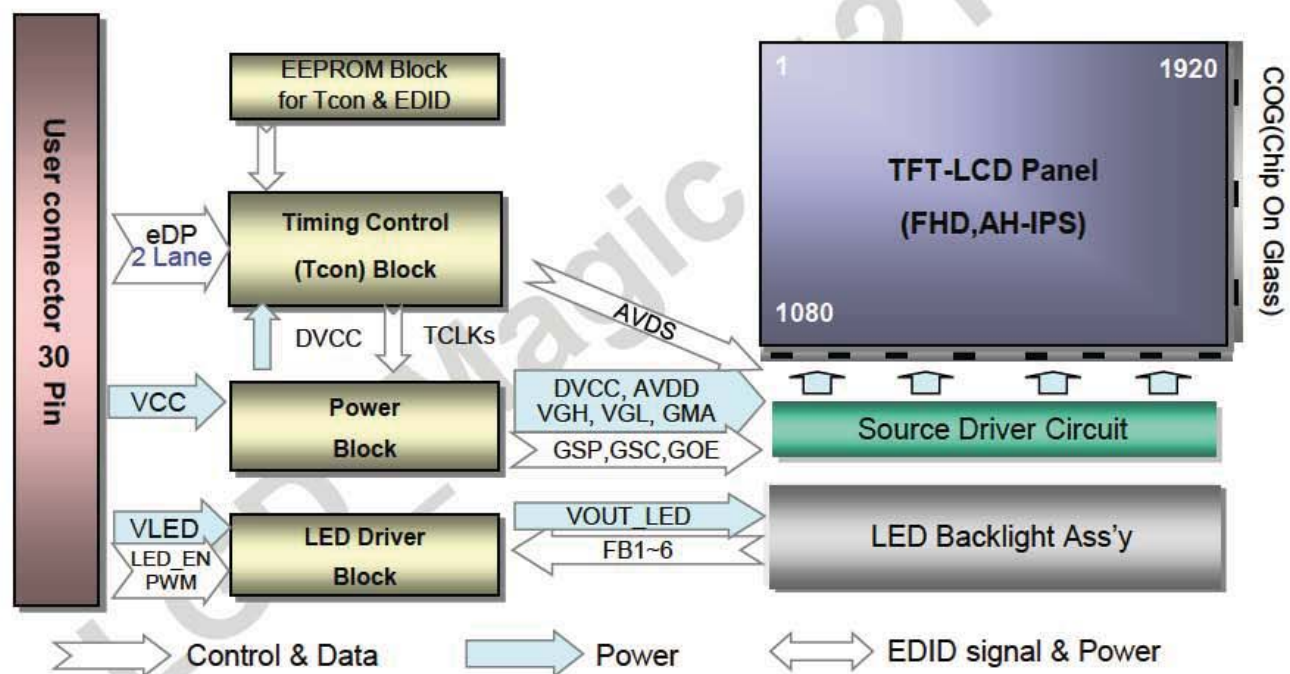 User connector 30 Pin
EEPROM Block
for Tcon & EDID
eDP
2 Lane
Timing Control
(Tcon) Block
DVCC
TCLKs
AVDS
VCC
Power
Block
DVCC, AVDD
VGH, VGL, GMA
GSP,GSC,GOE
VLED
LED_EN
PWM
LED Driver
Block
VOUT_LED
FB1~6
1
1920
TFT-LCD Panel
(FHD,AH-IPS)
1080
COG(Chip On Glass)
Source Driver Circuit
LED Backlight Ass'y
Control & Data
Power
EDID signal & Power